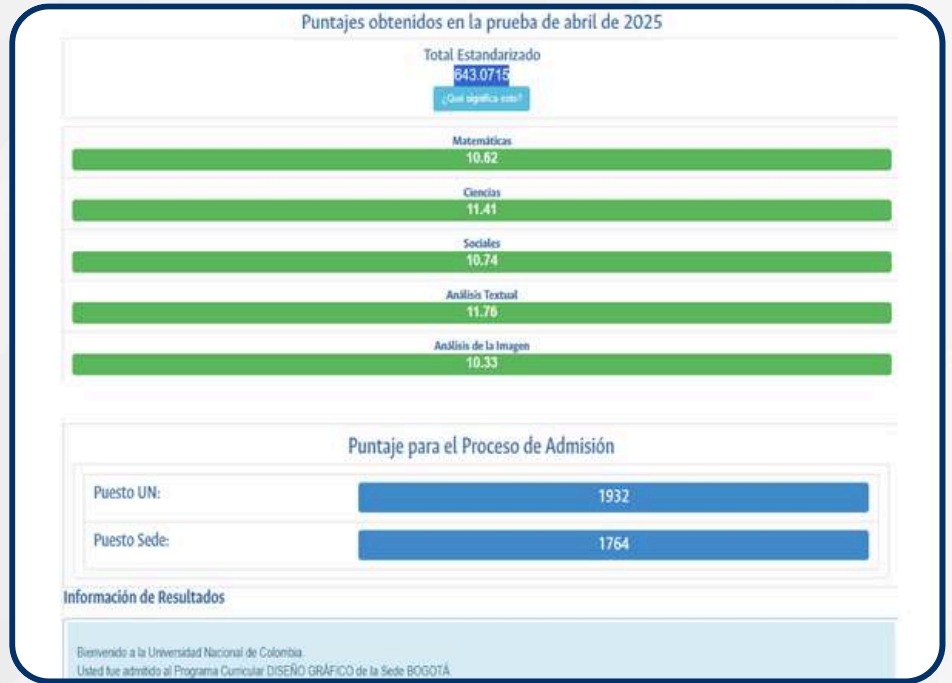 Puntajes obtenidos en la prueba de abril de 2025
Total Estandarizado
643.0715
¿Qué significa esto?
Matemáticas
10.62
Ciencias
11.41
Sociales
10.74
Análisis Textual
11.76
Análisis de la Imagen
10.33
Puntaje para el Proceso de Admisión
Puesto UN: 1932
Puesto Sede: 1764
Información de Resultados
Bienvenido a la Universidad Nacional de Colombia.
Usted fue admitido al Programa Curricular DISEÑO GRÁFICO de la Sede BOGOTÁ